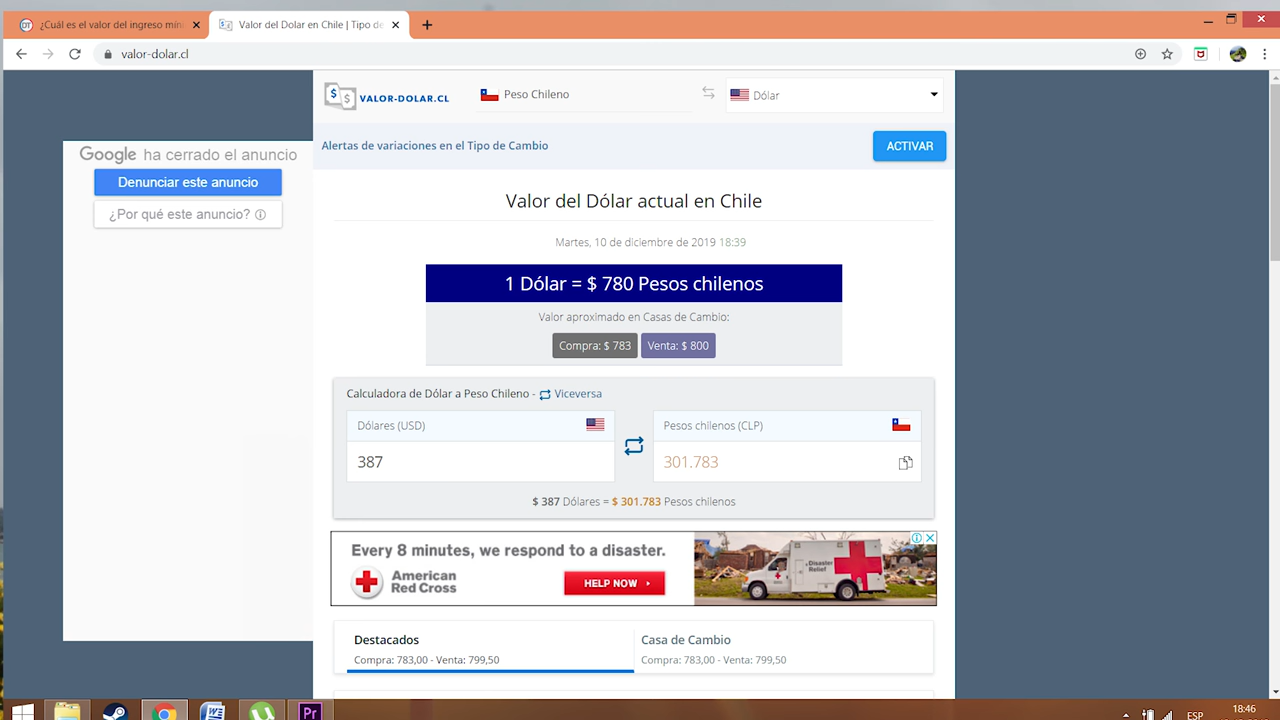 ¿Cuál es el valor del ingreso mín
Valor del Dolar en Chile | Tipo de
valor-dolar.cl
VALOR-DOLAR.CL
Peso Chileno
Dólar
Alertas de variaciones en el Tipo de Cambio
ACTIVAR
Google ha cerrado el anuncio
Denunciar este anuncio
¿Por qué este anuncio?
Valor del Dólar actual en Chile
Martes, 10 de diciembre de 2019 18:39
1 Dólar = $ 780 Pesos chilenos
Valor aproximado en Casas de Cambio:
Compra: $ 783
Venta: $ 800
Calculadora de Dólar a Peso Chileno - Viceversa
Dólares (USD)
Pesos chilenos (CLP)
387
301.783
$ 387 Dólares = $ 301.783 Pesos chilenos
Every 8 minutes, we respond to a disaster.
American
Red Cross
HELP NOW
Disaster
Relief
Destacados
Compra: 783,00 - Venta: 799,50
Casa de Cambio
Compra: 783,00 - Venta: 799,50
Pr
ESP
18:46